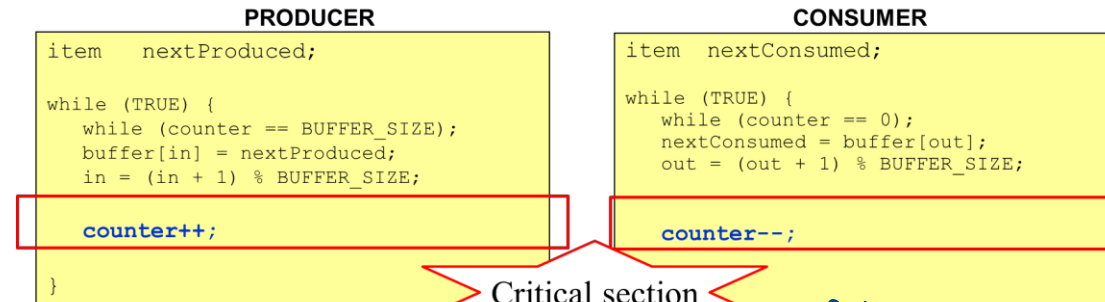 PRODUCER
item nextProduced;
while (TRUE) {
while (counter == BUFFER_SIZE);
buffer[in] = nextProduced;
in = (in + 1) % BUFFER_SIZE;
counter++;
}
CONSUMER
item nextConsumed;
while (TRUE) {
while (counter == 0);
nextConsumed = buffer[out];
out = (out + 1) % BUFFER_SIZE;
counter--;
Critical section